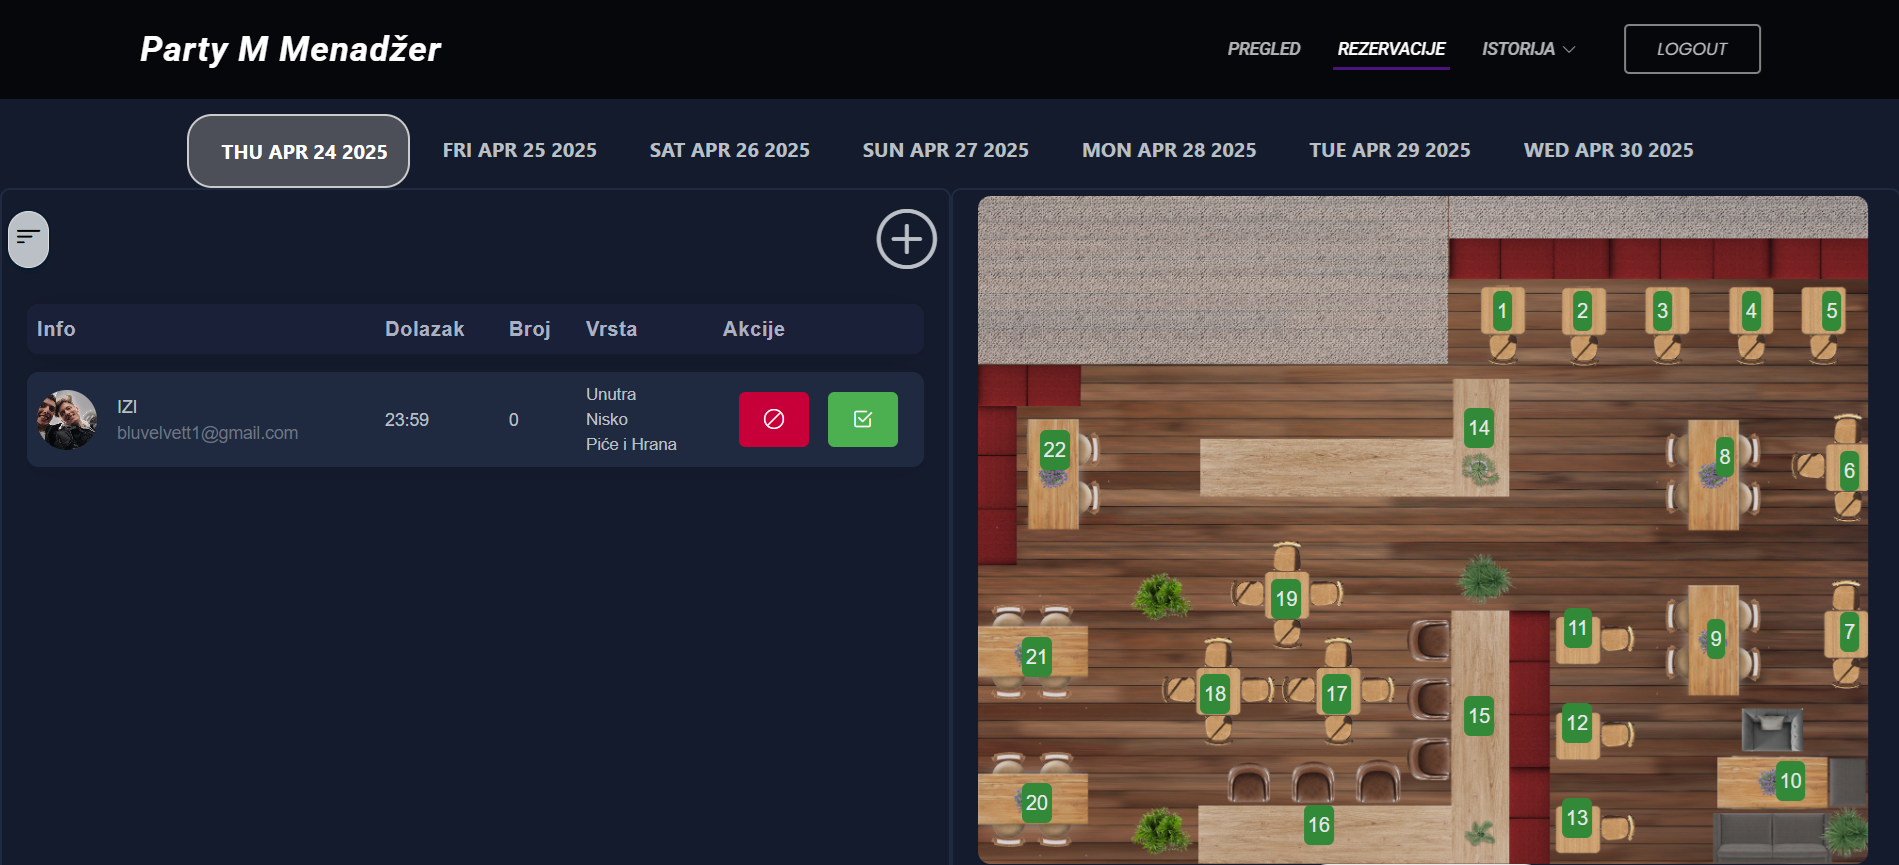 Party M Menadžer
PREGLED
REZERVACIJE
ISTORIJA
LOGOUT
THU APR 24 2025
FRI APR 25 2025
SAT APR 26 2025
SUN APR 27 2025
MON APR 28 2025
TUE APR 29 2025
WED APR 30 2025
Info Dolazak Broj Vrsta Akcije
IZI
bluvelvett1@gmail.com
23:59
0
Unutra
Nisko
Piće i Hrana
1 2 3 4 5
14
22
8
6
19
11
9
7
21
18
17
15
12
10
20
16
13